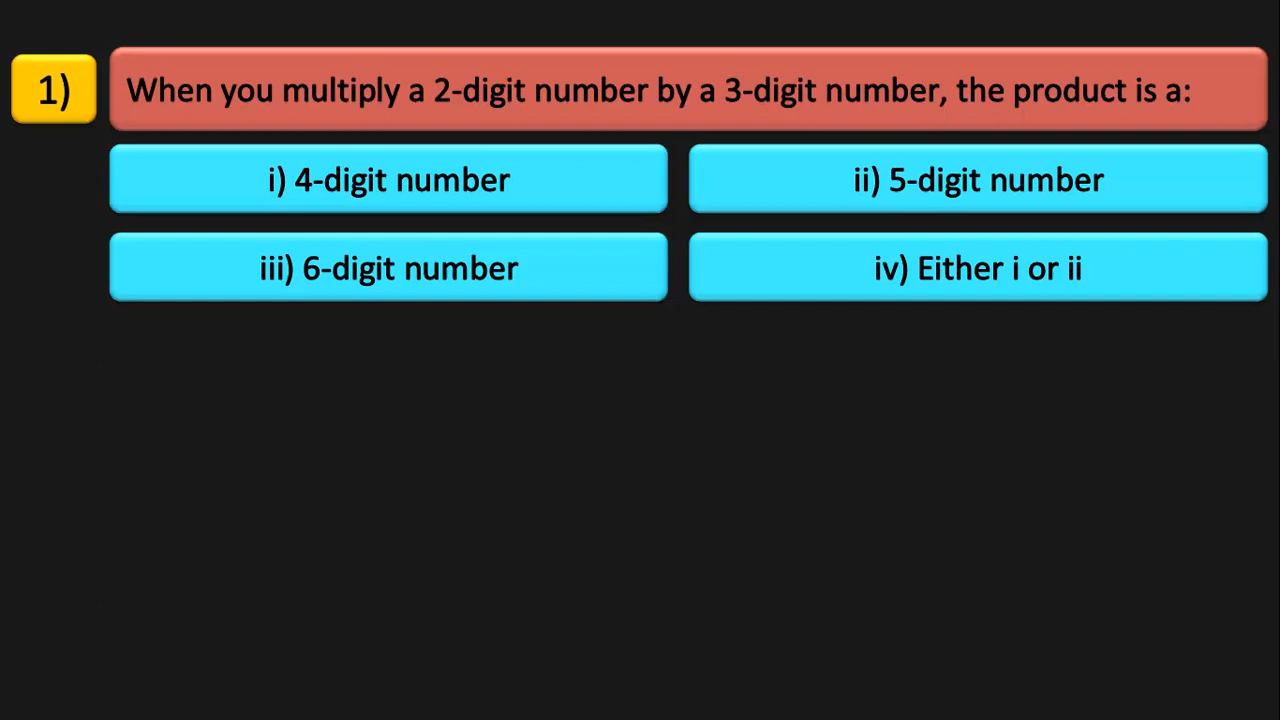 1) When you multiply a 2-digit number by a 3-digit number, the product is a:
i) 4-digit number
ii) 5-digit number
iii) 6-digit number
iv) Either i or ii